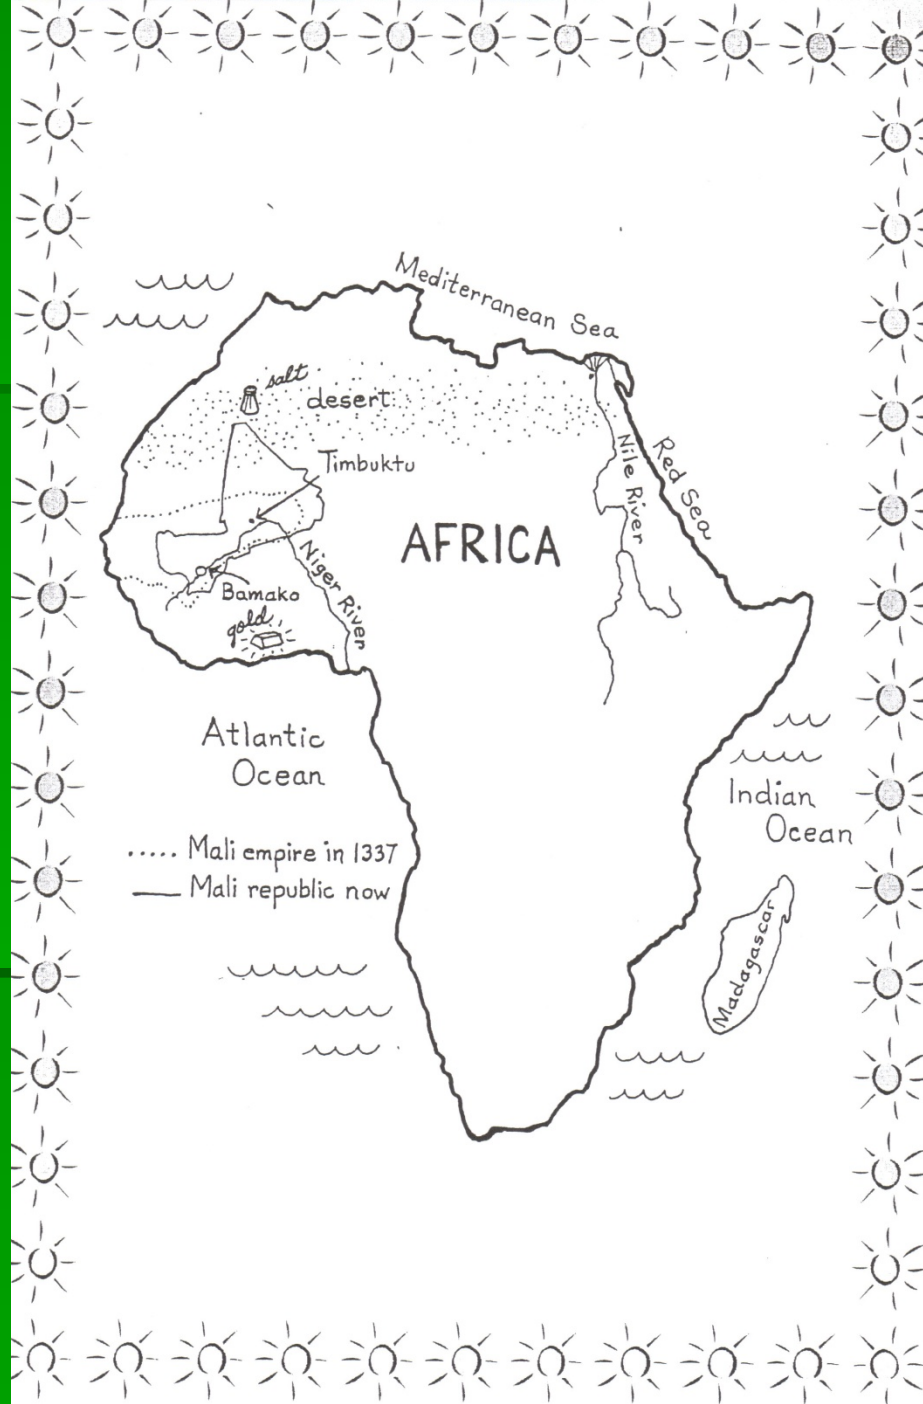 Mediterranean Sea
salt
desert
Timbuktu
Nile River
Red Sea
AFRICA
Niger River
Bamako
gold
Atlantic
Ocean
Indian
Ocean
..... Mali empire in 1337
— Mali republic now
Madagascar